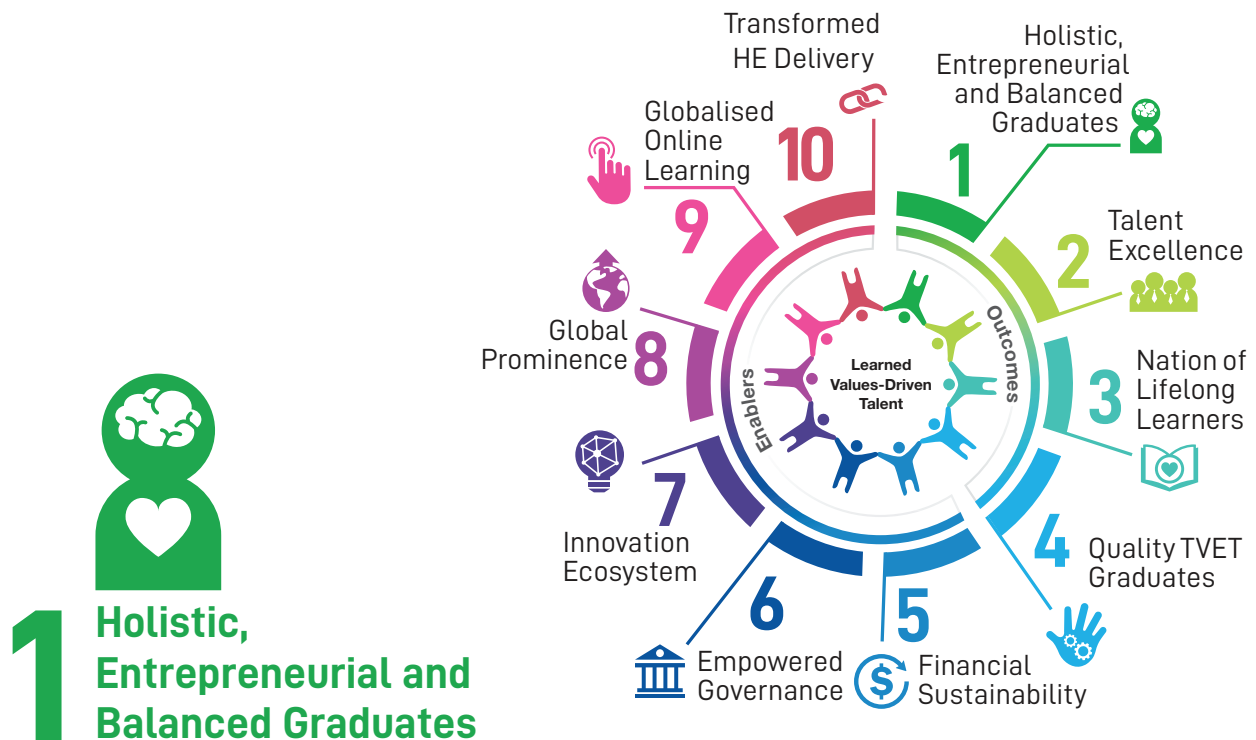 1
Holistic,
Entrepreneurial and
Balanced Graduates
1
Holistic,
Entrepreneurial
and Balanced
Graduates
2
Talent
Excellence
3
Nation of
Lifelong
Learners
4
Quality TVET
Graduates
5
Financial
Sustainability
$
6
Empowered
Governance
7
Innovation
Ecosystem
8
Global
Prominence
9
Globalised
Online
Learning
10
Transformed
HE Delivery
Enablers
Outcomes
Learned
Values-Driven
Talent